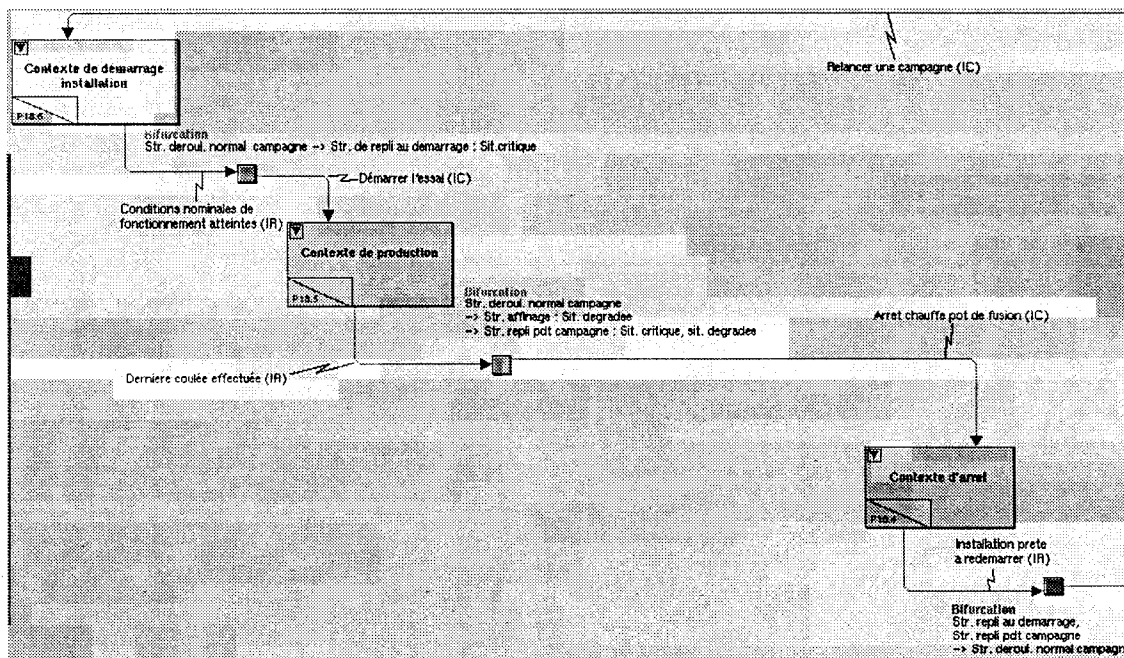 Relancer une campagne (IC)
Contexte de demarrage
installation
P18.6
Bifurcation
Str. deroul. normal campagne –> Str. de repli au demarrage : Sit.critique
Démarrer l'essai (IC)
Conditions nominales de
fonctionnement atteintes (IR)
Contexte de production
P18.5
Bifurcation
Str. deroul. normal campagne
–> Str. affinage : Sit. degradee
–> Str. repli pdt campagne : Sit. critique, sit. degradee
Arret chauffe pot de fusion (IC)
Derniere coulée effectuée (IR)
Contexte d'arret
P18.4
Installation prete
a redemarrer (IR)
Bifurcation
Str. repli au demarrage,
Str. repli pdt campagne
–> Str. deroul. normal campagn